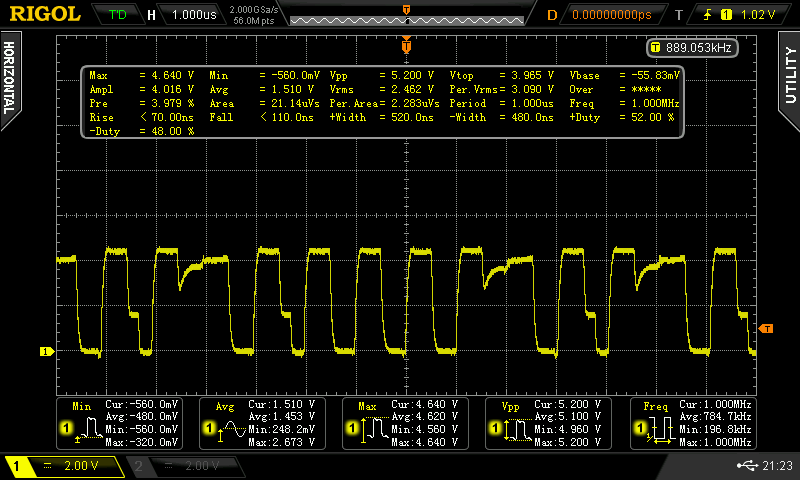 RIGOL T'D H 1.000us 2.000GSa/s 56.0M pts D 0.00000000ps T 1 1.02 V
HORIZONTAL
UTILITY
T 889.053kHz
Max = 4.640 V Min = -560.0mV Vpp = 5.200 V Vtop = 3.965 V Vbase = -55.83mV
Ampl = 4.016 V Avg = 1.510 V Vrms = 2.462 V Per.Vrms= 3.090 V Over = *****
Pre = 3.979 % Area = 21.14uVs Per.Area= 2.283uVs Period = 1.000us Freq = 1.000MHz
Rise < 70.00ns Fall < 110.0ns +Width = 520.0ns -Width = 480.0ns +Duty = 52.00 %
-Duty = 48.00 %
T
T
1
Min Cur:-560.0mV Avg:-480.0mV Min:-560.0mV Max:-320.0mV
1
Avg Cur:1.510 V Avg:1.453 V Min:248.2mV Max:2.673 V
1
Max Cur:4.640 V Avg:4.620 V Min:4.560 V Max:4.640 V
1
Vpp Cur:5.200 V Avg:5.100 V Min:4.960 V Max:5.200 V
1
Freq Cur:1.000MHz Avg:784.7kHz Min:196.8kHz Max:1.000MHz
1
1 = 2.00 V 2 = 2.00 V 21:23